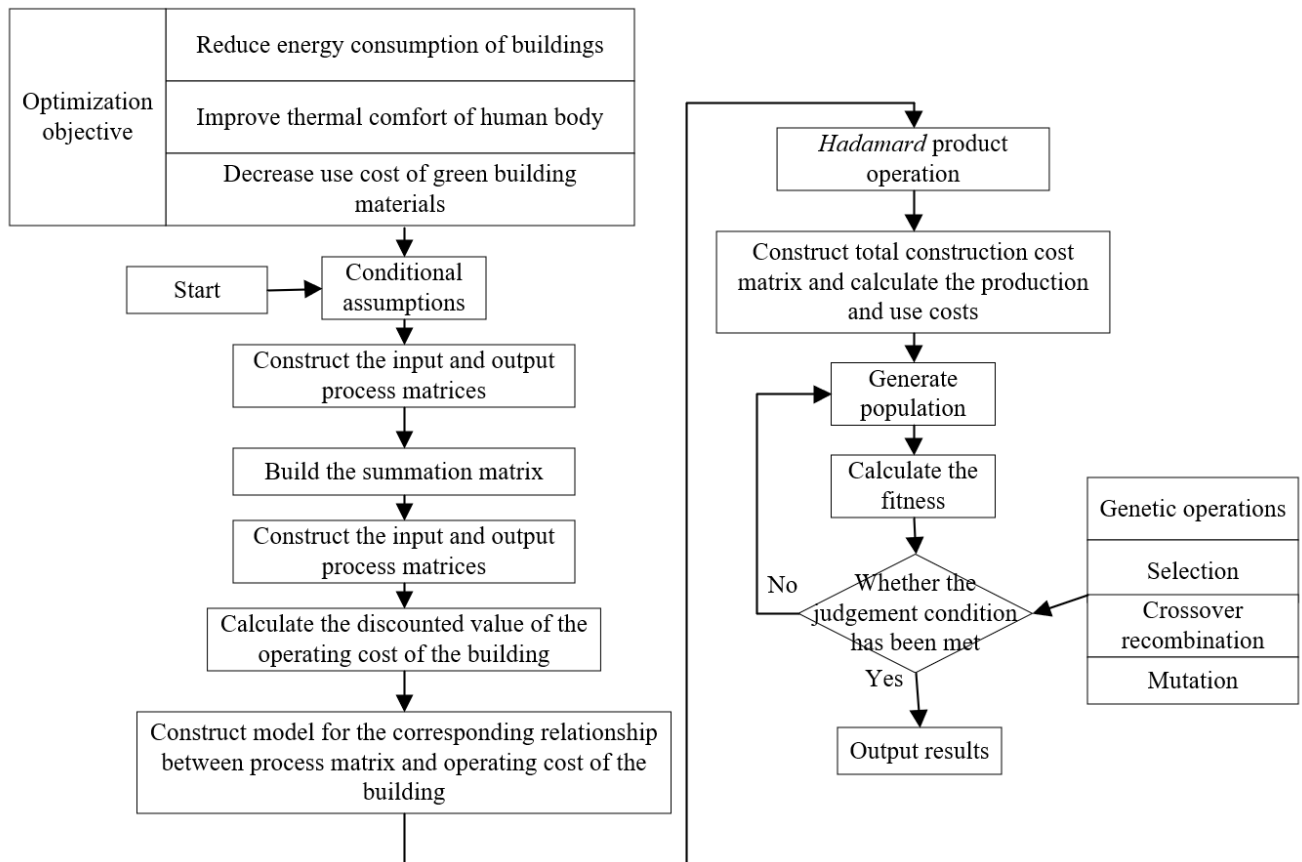 Optimization
objective
Reduce energy consumption of buildings
Improve thermal comfort of human body
Decrease use cost of green building
materials
Start
Conditional
assumptions
Construct the input and output
process matrices
Build the summation matrix
Construct the input and output
process matrices
Calculate the discounted value of the
operating cost of the building
Construct model for the corresponding relationship
between process matrix and operating cost of the
building
Hadamard product
operation
Construct total construction cost
matrix and calculate the production
and use costs
Generate
population
Calculate the
fitness
Whether the
judgement condition
has been met
No
Yes
Output results
Genetic operations
Selection
Crossover
recombination
Mutation